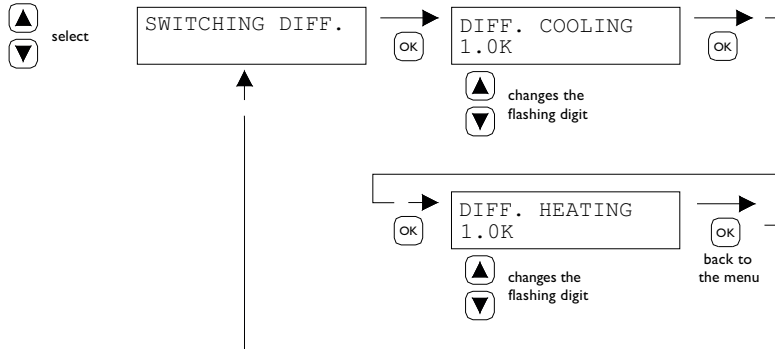 select
SWITCHING DIFF.
OK
DIFF. COOLING
1.0K
OK
changes the
flashing digit
OK
DIFF. HEATING
1.0K
OK
back to
the menu
changes the
flashing digit